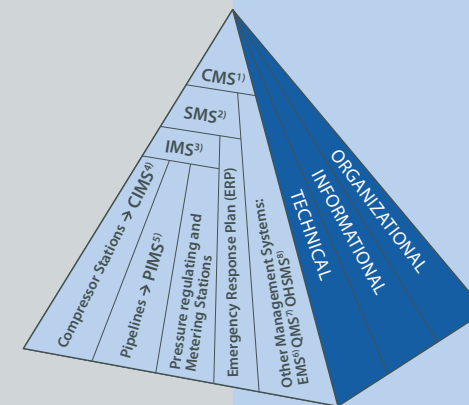 CMS¹⁾
SMS²⁾
IMS³⁾
Compressor Stations → CIMS⁴⁾
Pipelines → PIMS⁵⁾
Pressure regulating and
Metering Stations
Emergency Response Plan (ERP)
Other Management Systems:
EMS⁶⁾ QMS⁷⁾ OHSMS⁸⁾
TECHNICAL
INFORMATIONAL
ORGANIZATIONAL